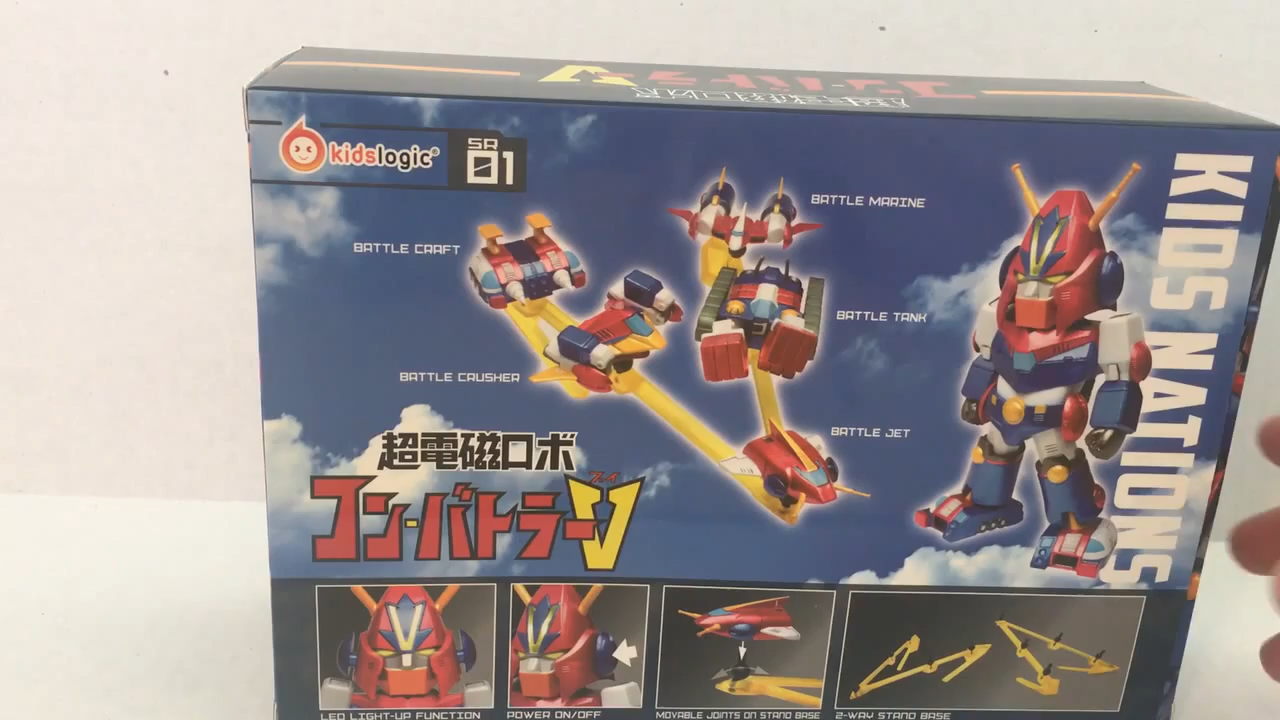 kidslogic®
SR
01
BATTLE MARINE
BATTLE CRAFT
BATTLE TANK
BATTLE CRUSHER
BATTLE JET
KIDS NATIONS
超電磁ロボ
コン・バトラーV
ブイ
LED LIGHT-UP FUNCTION
POWER ON/OFF
MOVABLE JOINTS ON STAND BASE
2-WAY STAND BASE